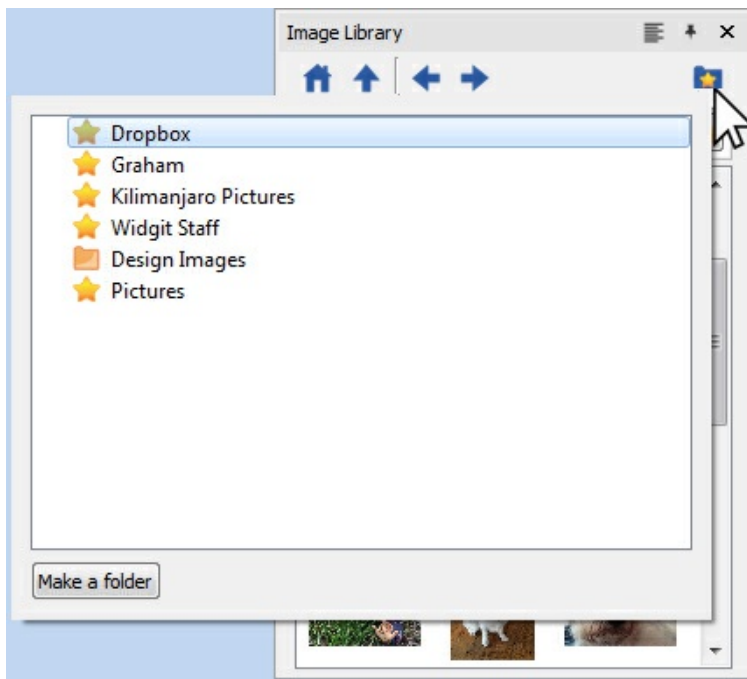 Image Library
Dropbox
Graham
Kilimanjaro Pictures
Widgit Staff
Design Images
Pictures
Make a folder